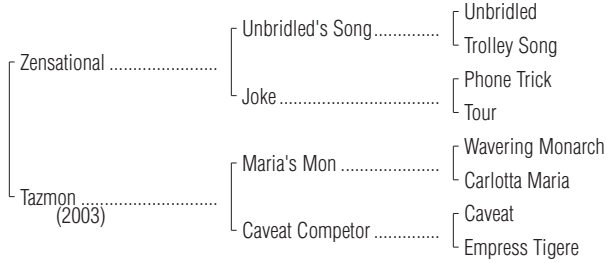 Unbridled
Unbridled's Song..............
Trolley Song
Zensational .......................
Phone Trick
Joke.................................
Tour
Wavering Monarch
Maria's Mon ....................
Carlotta Maria
Tazmon .............................
(2003)
Caveat
Caveat Competor ..............
Empress Tigere